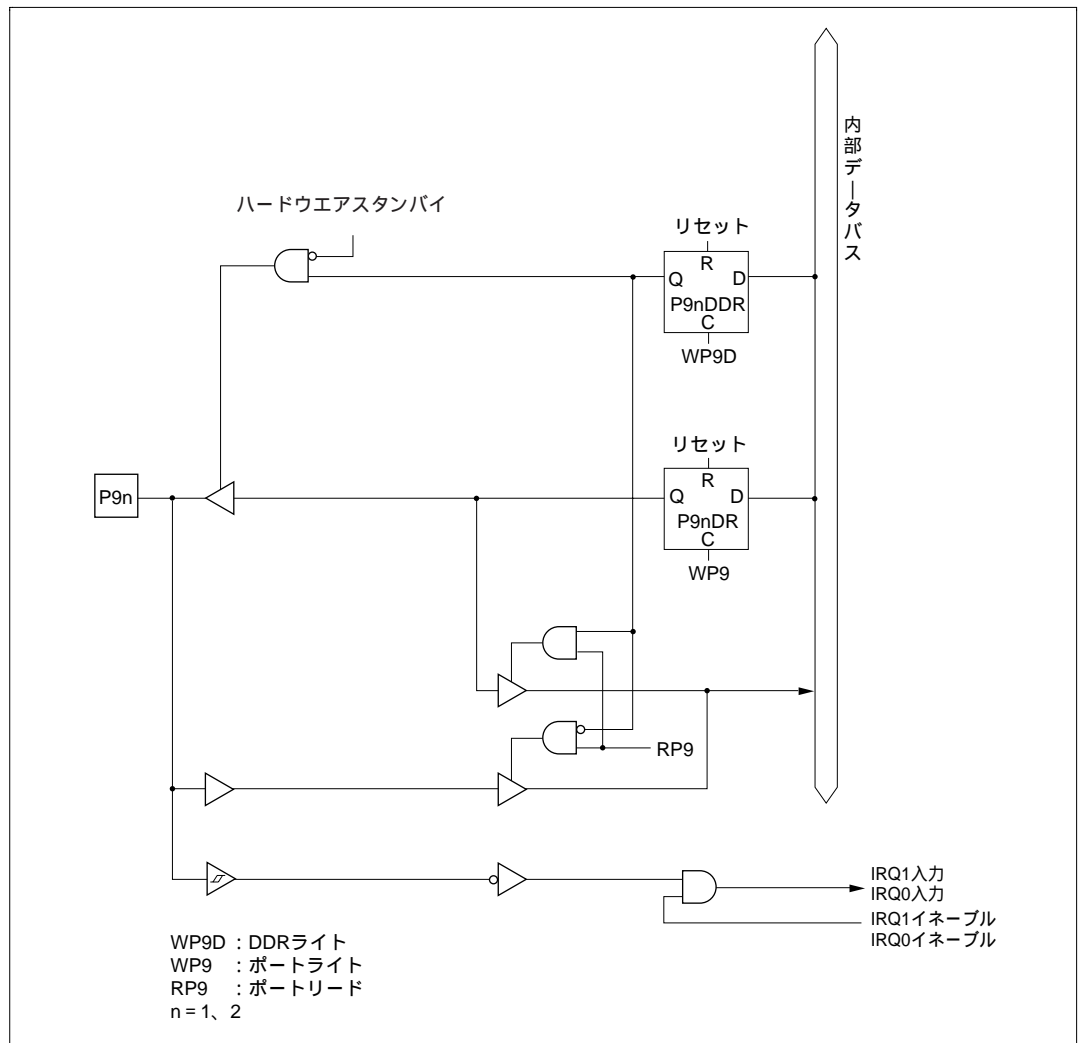 内部データバス
ハードウエアスタンバイ
リセット
R
Q D
P9nDDR
C
WP9D
リセット
P9n
R
Q D
P9nDR
C
WP9
RP9
IRQ1入力
IRQ0入力
IRQ1イネーブル
IRQ0イネーブル
WP9D : DDRライト
WP9 : ポートライト
RP9 : ポートリード
n = 1、2